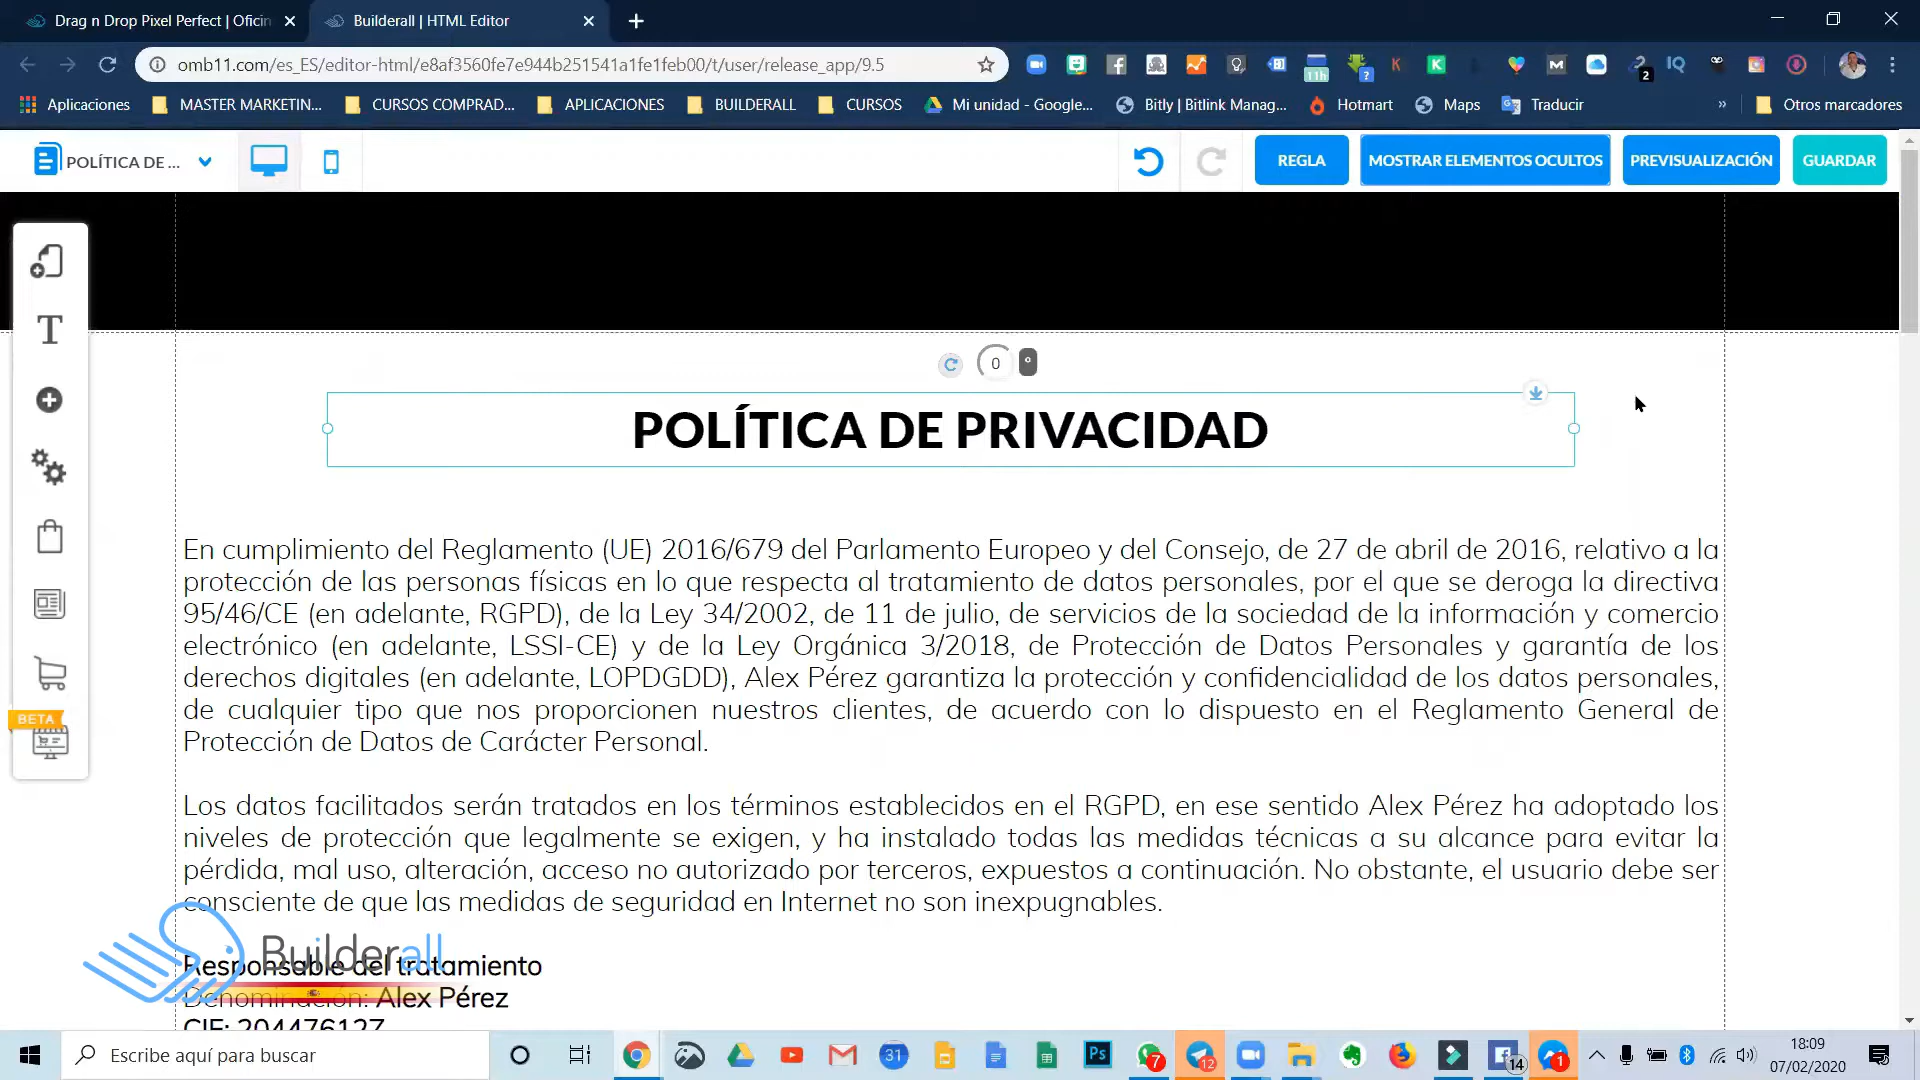 Drag n Drop Pixel Perfect | Oficin
Builderall | HTML Editor
omb11.com/es_ES/editor-html/e8af3560fe7e944b251541a1fe1feb00/t/user/release_app/9.5
11h
?
2
Aplicaciones
MASTER MARKETIN...
CURSOS COMPRAD...
APLICACIONES
BUILDERALL
CURSOS
Mi unidad - Google...
Bitly | Bitlink Manag...
Hotmart
Maps
Traducir
»
Otros marcadores
POLÍTICA DE ...
REGLA
MOSTRAR ELEMENTOS OCULTOS
PREVISUALIZACIÓN
GUARDAR
BETA
0
°
POLÍTICA DE PRIVACIDAD
En cumplimiento del Reglamento (UE) 2016/679 del Parlamento Europeo y del Consejo, de 27 de abril de 2016, relativo a la
protección de las personas físicas en lo que respecta al tratamiento de datos personales, por el que se deroga la directiva
95/46/CE (en adelante, RGPD), de la Ley 34/2002, de 11 de julio, de servicios de la sociedad de la información y comercio
electrónico (en adelante, LSSI-CE) y de la Ley Orgánica 3/2018, de Protección de Datos Personales y garantía de los
derechos digitales (en adelante, LOPDGDD), Alex Pérez garantiza la protección y confidencialidad de los datos personales,
de cualquier tipo que nos proporcionen nuestros clientes, de acuerdo con lo dispuesto en el Reglamento General de
Protección de Datos de Carácter Personal.
Los datos facilitados serán tratados en los términos establecidos en el RGPD, en ese sentido Alex Pérez ha adoptado los
niveles de protección que legalmente se exigen, y ha instalado todas las medidas técnicas a su alcance para evitar la
pérdida, mal uso, alteración, acceso no autorizado por terceros, expuestos a continuación. No obstante, el usuario debe ser
consciente de que las medidas de seguridad en Internet no son inexpugnables.
Builderall
Responsable del tratamiento
Denominación: Alex Pérez
CIF: 20447612Z
Escribe aquí para buscar
31
Ps
7
12
14
1
18:09
07/02/2020